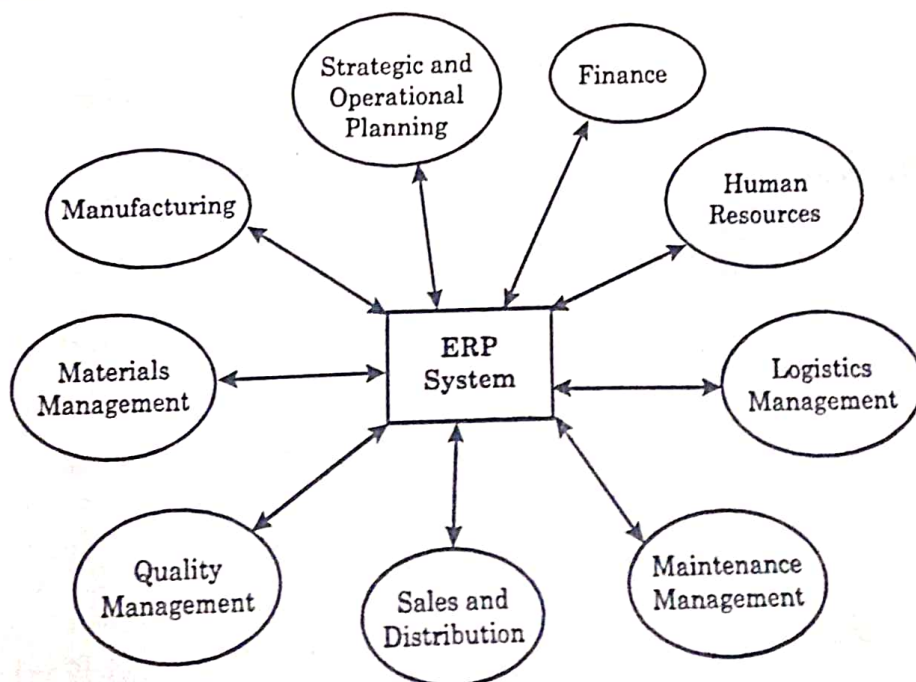 Strategic and
Operational
Planning
Finance
Manufacturing
Human
Resources
ERP
System
Materials
Management
Logistics
Management
Quality
Management
Sales and
Distribution
Maintenance
Management